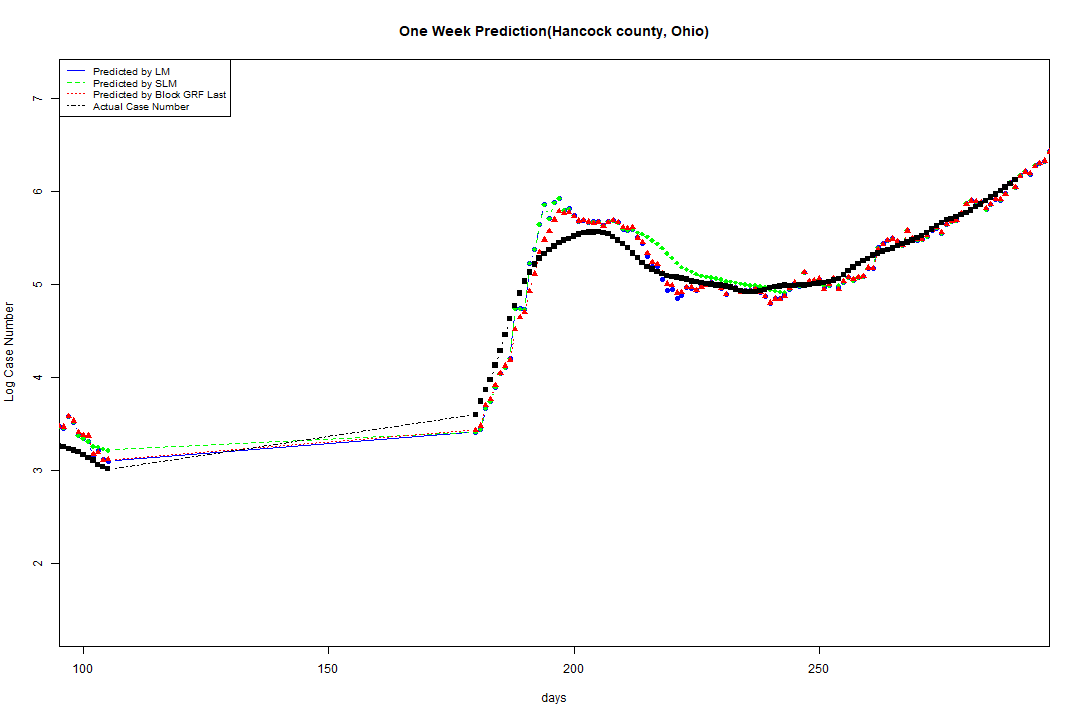 One Week Prediction(Hancock county, Ohio)
Predicted by LM
Predicted by SLM
Predicted by Block GRF Last
Actual Case Number
7
6
5
4
3
2
Log Case Number
100
150
200
250
days